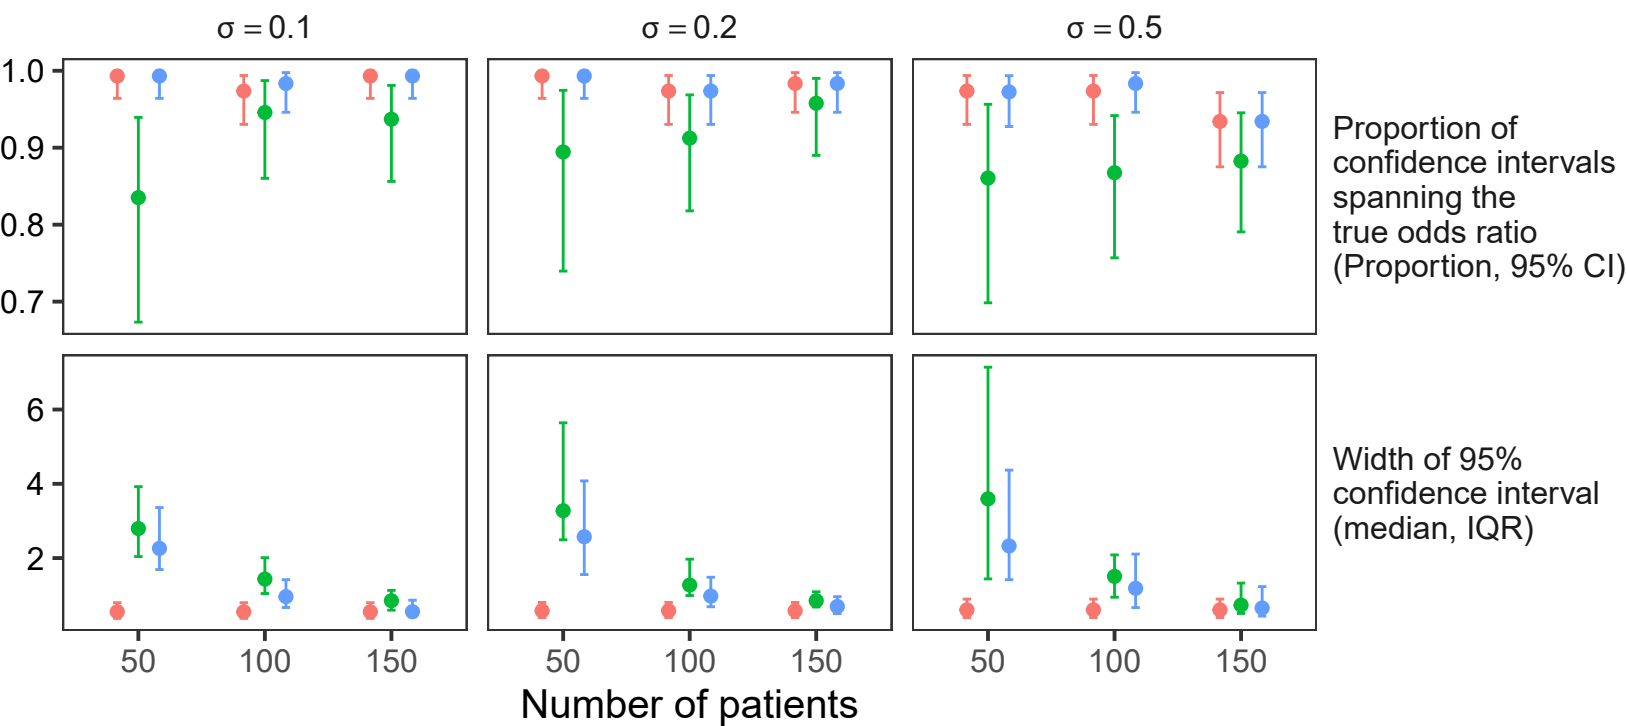 σ = 0.1
σ = 0.2
σ = 0.5
1.0
0.9
0.8
0.7
Proportion of
confidence intervals
spanning the
true odds ratio
(Proportion, 95% CI)
6
4
2
Width of 95%
confidence interval
(median, IQR)
50 100 150
50 100 150
50 100 150
Number of patients